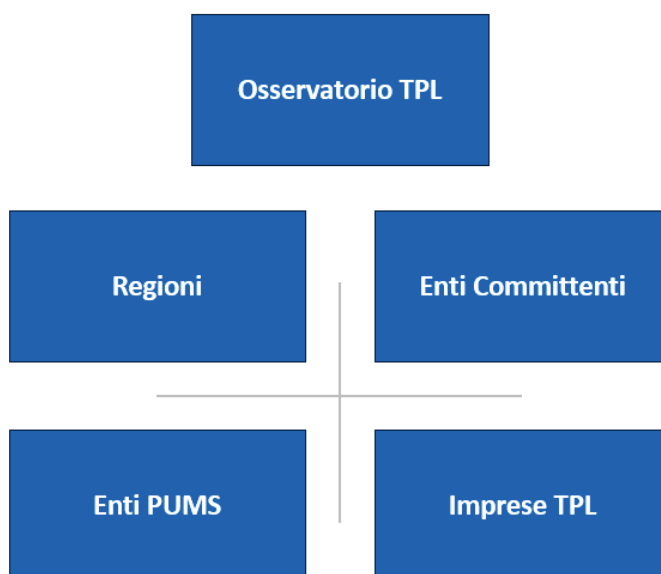 Osservatorio TPL
Regioni
Enti Committenti
Enti PUMS
Imprese TPL